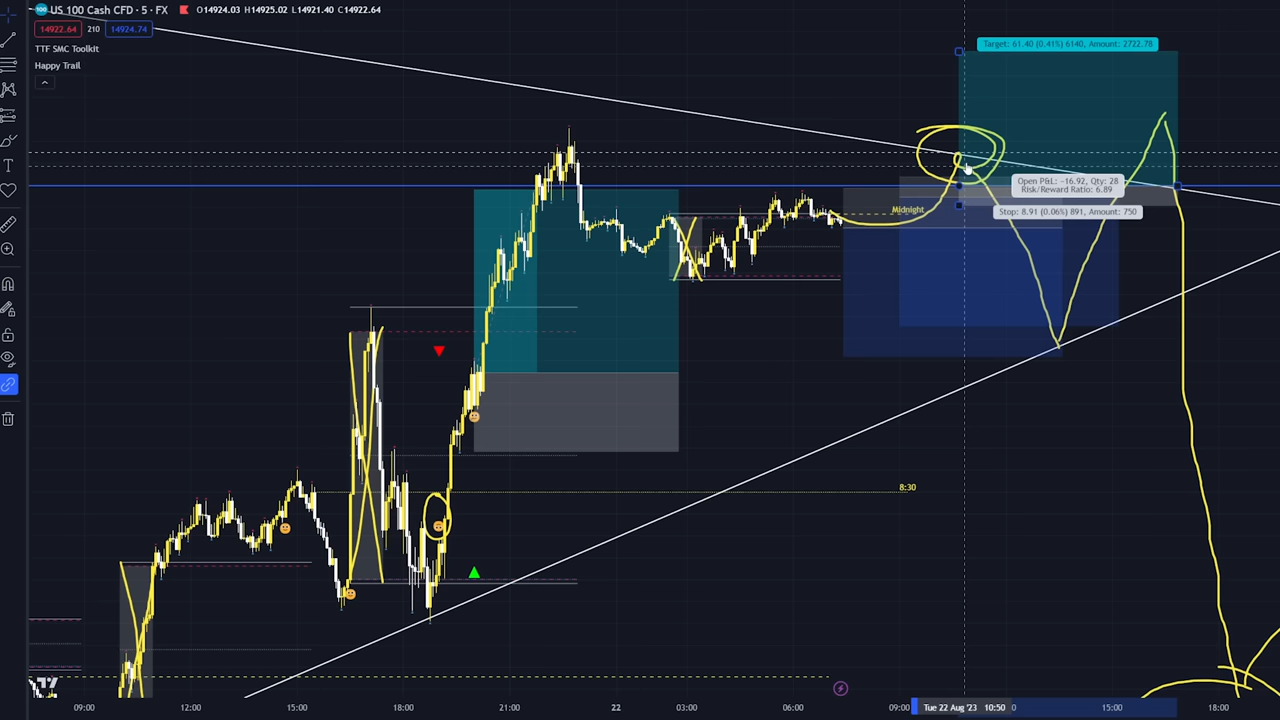 US 100 Cash CFD · 5 · FX O14924.03 H14925.02 L14921.40 C14922.64
14922.64 210 14924.74
TTF SMC Toolkit
Happy Trail
Target: 61.40 (0.41%) 6140, Amount: 2722.78
Open P&L: −16.92, Qty: 28
Risk/Reward Ratio: 6.89
Stop: 8.91 (0.06%) 891, Amount: 750
Midnight
8:30
09:00 12:00 15:00 18:00 21:00 22 03:00 06:00 09:00 Tue 22 Aug '23 10:50 15:00 18:00